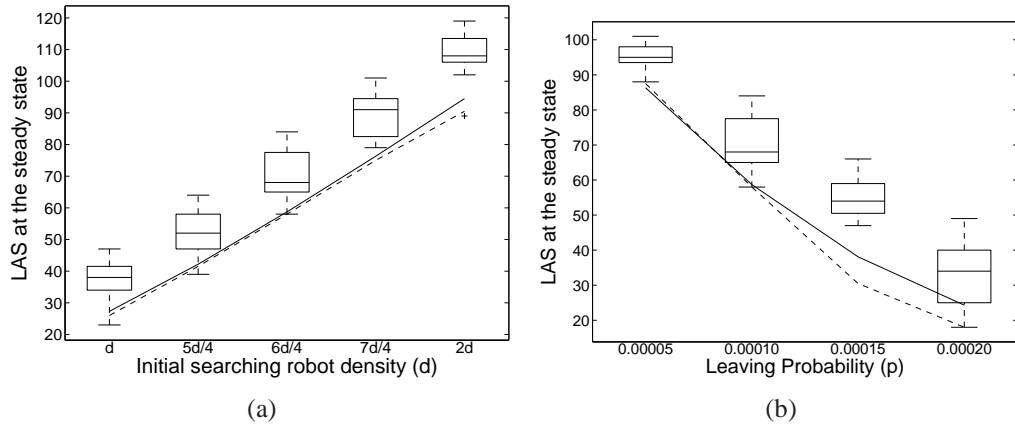 120
110
100
90
80
70
60
50
40
30
20
LAS at the steady state
d
5d/4
6d/4
7d/4
2d
Initial searching robot density (d)
(a)
100
90
80
70
60
50
40
30
20
LAS at the steady state
0.00005
0.00010
0.00015
0.00020
Leaving Probability (p)
(b)